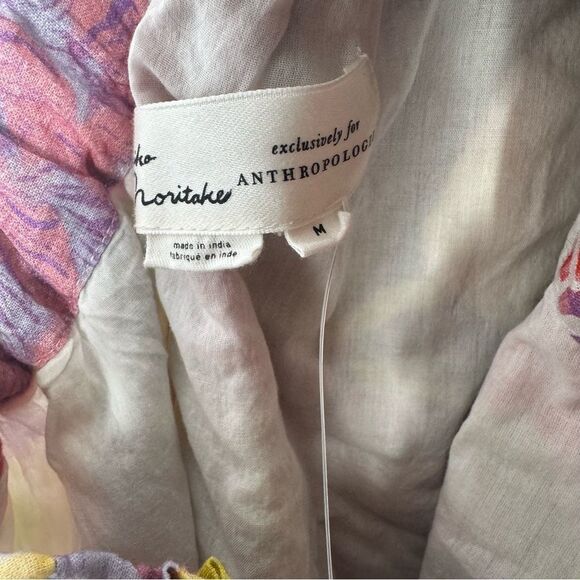 ko
noritake
exclusively for
ANTHROPOLOGI
made in india
fabriqué en inde
M